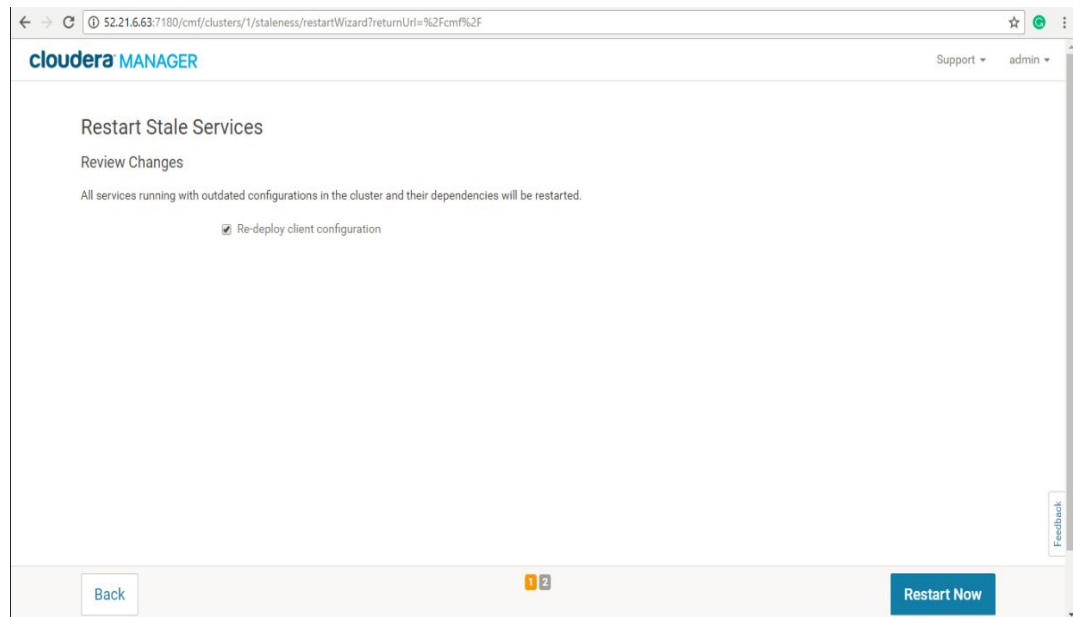 52.21.6.63:7180/cmf/clusters/1/staleness/restartWizard?returnUrl=%2Fcmf%2F
cloudera MANAGER
Support admin
Restart Stale Services
Review Changes
All services running with outdated configurations in the cluster and their dependencies will be restarted.
Re-deploy client configuration
Feedback
Back 1 2 Restart Now